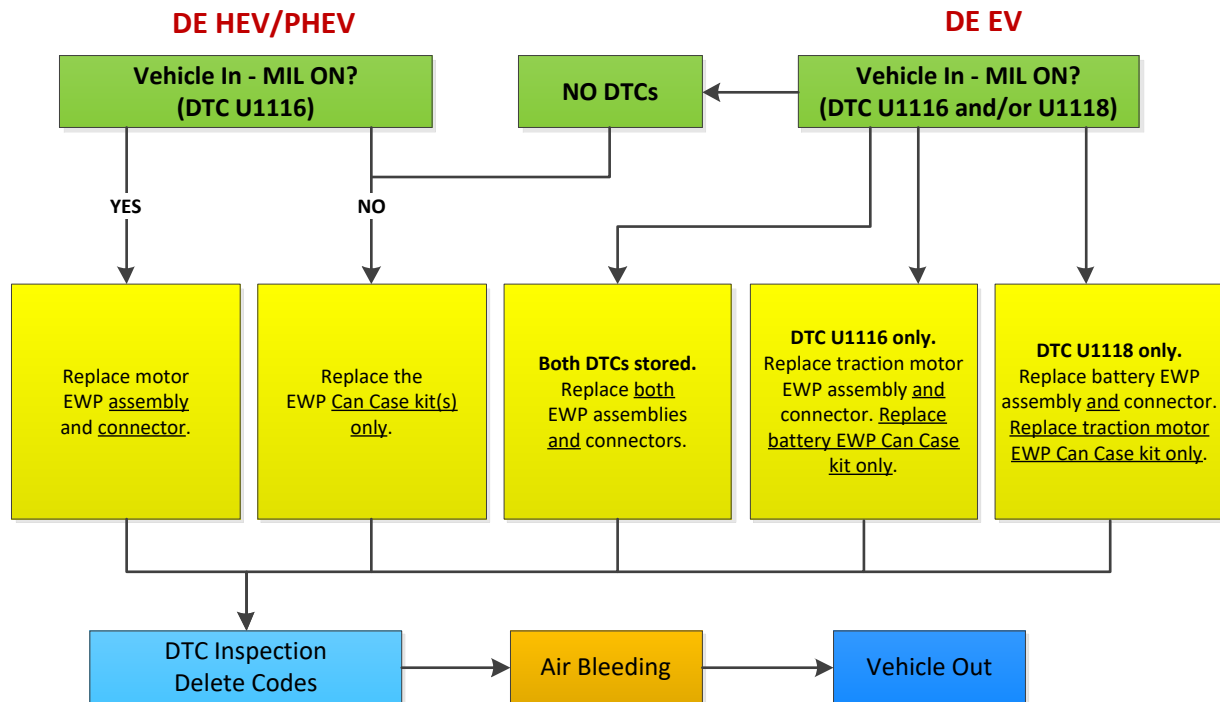 DE HEV/PHEV
DE EV
Vehicle In - MIL ON?
(DTC U1116)
NO DTCs
Vehicle In - MIL ON?
(DTC U1116 and/or U1118)
YES
NO
Replace motor
EWP assembly
and connector.
Replace the
EWP Can Case kit(s)
only.
Both DTCs stored.
Replace both
EWP assemblies
and connectors.
DTC U1116 only.
Replace traction motor
EWP assembly and
connector. Replace
battery EWP Can Case
kit only.
DTC U1118 only.
Replace battery EWP
assembly and connector.
Replace traction motor
EWP Can Case kit only.
DTC Inspection
Delete Codes
Air Bleeding
Vehicle Out